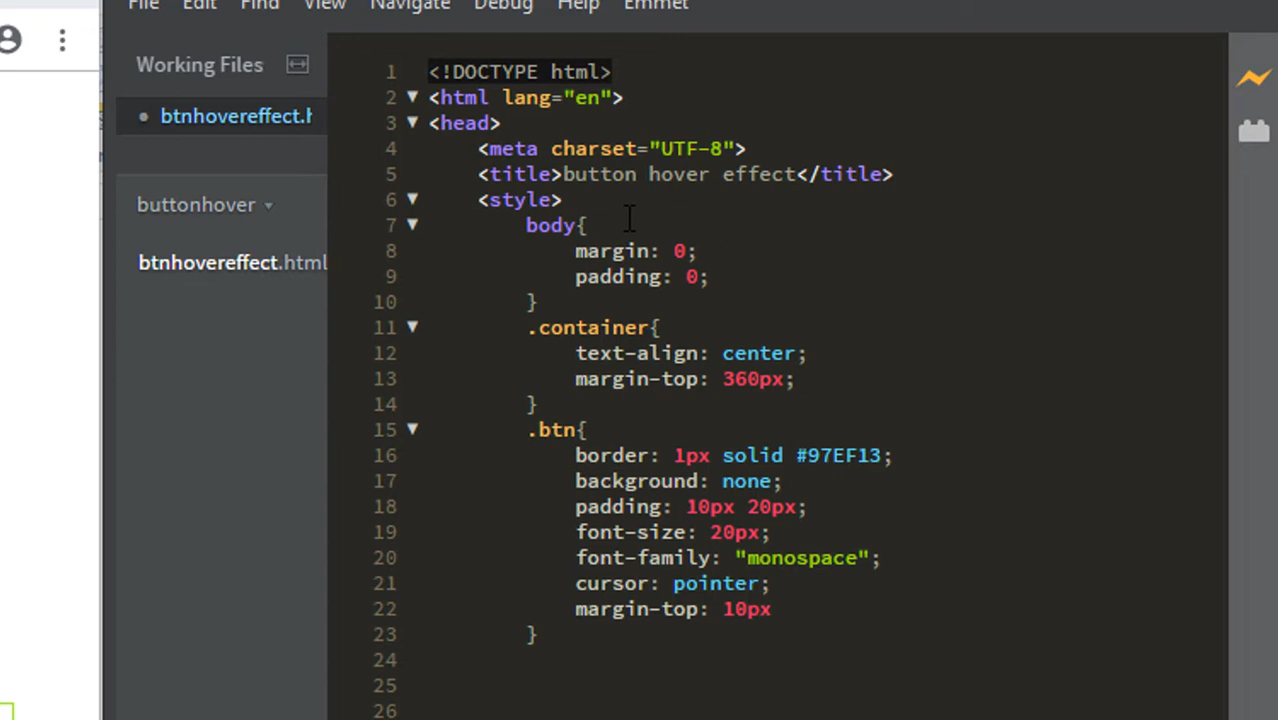 File Edit Find View Navigate Debug Help Emmet
Working Files
btnhovereffect.h
buttonhover
btnhovereffect.html
1 <!DOCTYPE html>
2 <html lang="en">
3 <head>
4 <meta charset="UTF-8">
5 <title>button hover effect</title>
6 <style>
7 body{
8 margin: 0;
9 padding: 0;
10 }
11 .container{
12 text-align: center;
13 margin-top: 360px;
14 }
15 .btn{
16 border: 1px solid #97EF13;
17 background: none;
18 padding: 10px 20px;
19 font-size: 20px;
20 font-family: "monospace";
21 cursor: pointer;
22 margin-top: 10px
23 }
24
25
26